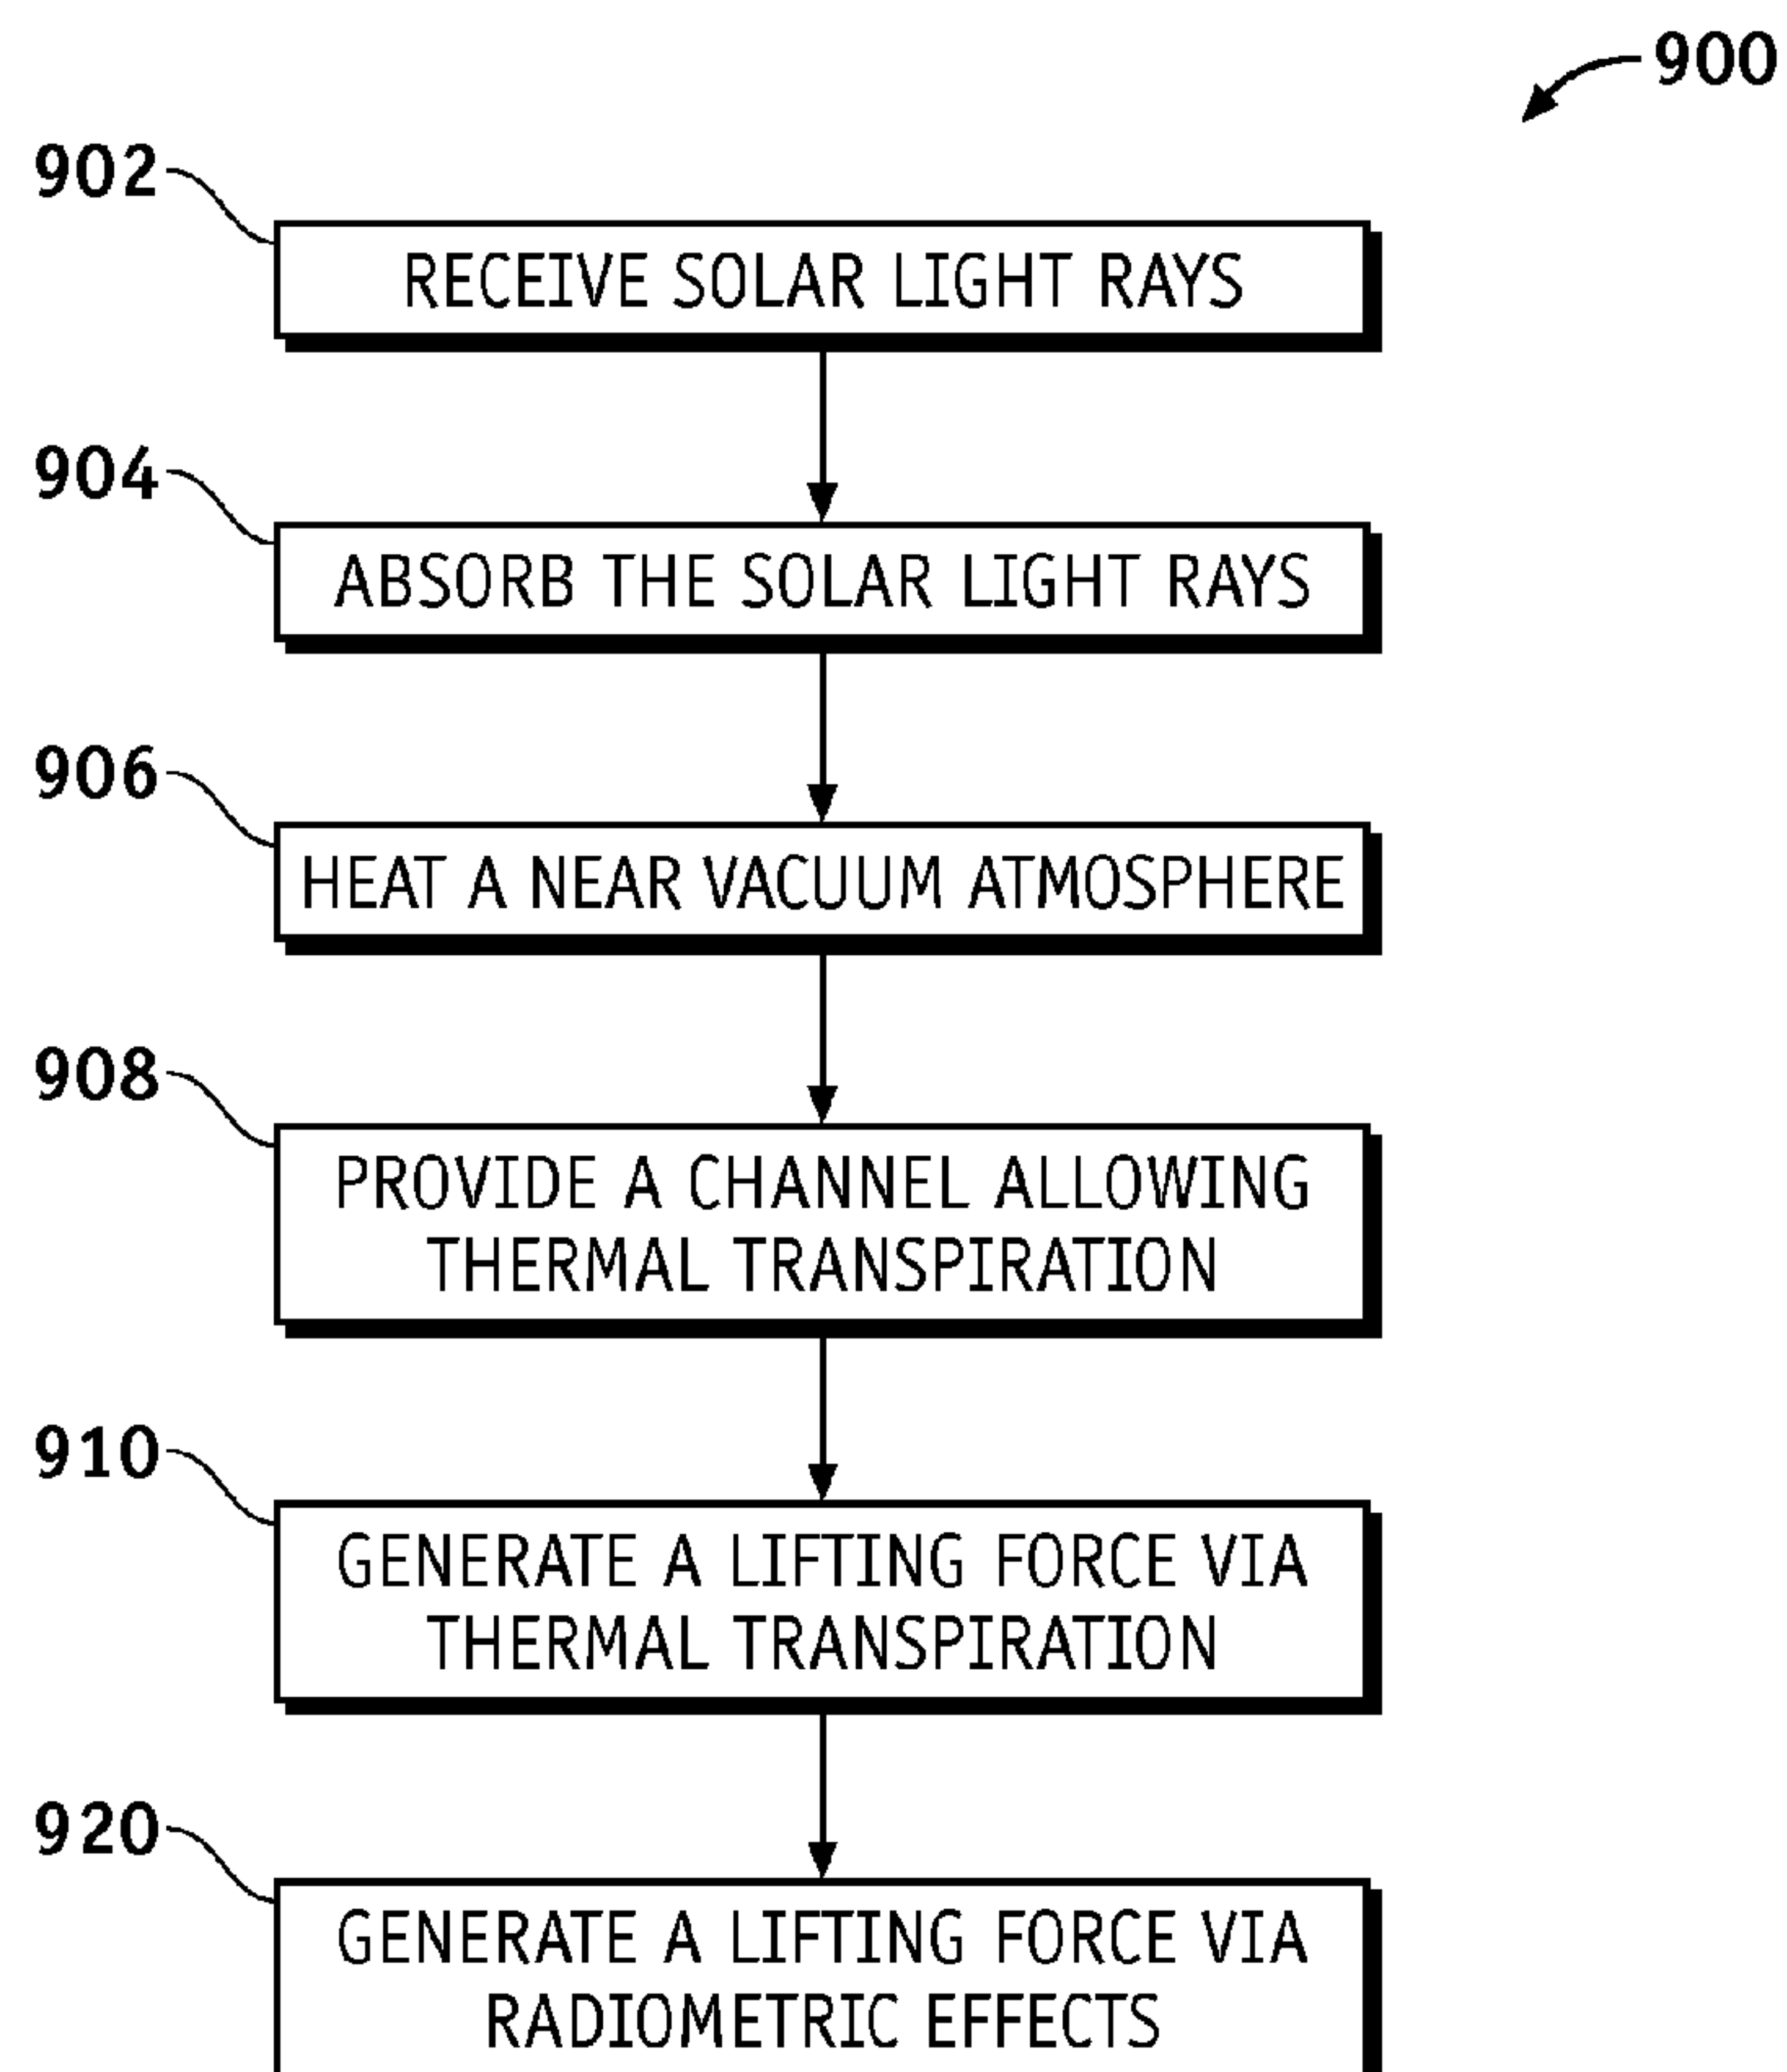 900
902
RECEIVE SOLAR LIGHT RAYS
904
ABSORB THE SOLAR LIGHT RAYS
906
HEAT A NEAR VACUUM ATMOSPHERE
908
PROVIDE A CHANNEL ALLOWING
THERMAL TRANSPIRATION
910
GENERATE A LIFTING FORCE VIA
THERMAL TRANSPIRATION
920
GENERATE A LIFTING FORCE VIA
RADIOMETRIC EFFECTS